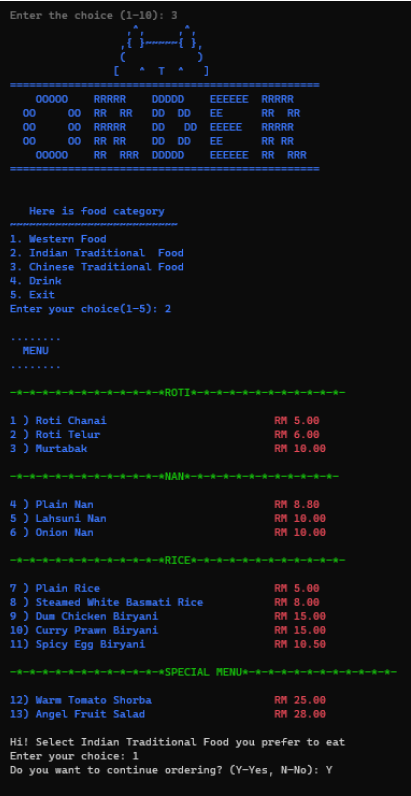 Enter the choice (1-10): 3
,^,      ,^,
,{ }~~~~~{ },
(           )
[   ^  T  ^   ]
================================================
    OOOOO    RRRRR    DDDDD    EEEEEE  RRRRR
  OO     OO  RR  RR   DD  DD   EE      RR  RR
  OO     OO  RRRRR    DD   DD  EEEEE   RRRRR
  OO     OO  RR RR    DD  DD   EE      RR RR
    OOOOO    RR  RRR  DDDDD    EEEEEE  RR  RRR
================================================
Here is food category
~~~~~~~~~~~~~~~~~~~~~~~~~~
1. Western Food
2. Indian Traditional  Food
3. Chinese Traditional Food
4. Drink
5. Exit
Enter your choice(1-5): 2
........
MENU
........
-*-*-*-*-*-*-*-*-*-*-*-*ROTI*-*-*-*-*-*-*-*-*-*-*-*-
1 ) Roti Chanai RM 5.00
2 ) Roti Telur RM 6.00
3 ) Murtabak RM 10.00
-*-*-*-*-*-*-*-*-*-*-*-*NAN*-*-*-*-*-*-*-*-*-*-*-*-
4 ) Plain Nan RM 8.80
5 ) Lahsuni Nan RM 10.00
6 ) Onion Nan RM 10.00
-*-*-*-*-*-*-*-*-*-*-*-*RICE*-*-*-*-*-*-*-*-*-*-*-*-
7 ) Plain Rice RM 5.00
8 ) Steamed White Basmati Rice RM 8.00
9 ) Dum Chicken Biryani RM 15.00
10) Curry Prawn Biryani RM 15.00
11) Spicy Egg Biryani RM 10.50
-*-*-*-*-*-*-*-*-*-*-*-*SPECIAL MENU*-*-*-*-*-*-*-*-*-*-*-*-
12) Warm Tomato Shorba RM 25.00
13) Angel Fruit Salad RM 28.00
Hi! Select Indian Traditional Food you prefer to eat
Enter your choice: 1
Do you want to continue ordering? (Y-Yes, N-No): Y